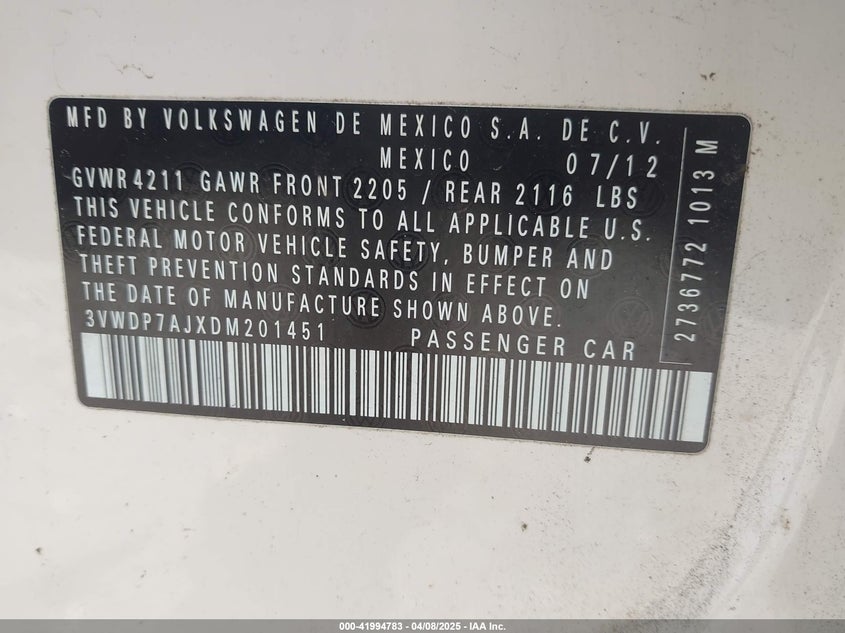 MFD BY VOLKSWAGEN DE MEXICO S.A. DE C.V.
MEXICO 07/12
GVWR 4211 GAWR FRONT 2205 / REAR 2116 LBS
THIS VEHICLE CONFORMS TO ALL APPLICABLE U.S.
FEDERAL MOTOR VEHICLE SAFETY, BUMPER AND
THEFT PREVENTION STANDARDS IN EFFECT ON
THE DATE OF MANUFACTURE SHOWN ABOVE.
3VWDP7AJXDM201451 PASSENGER CAR
2736772 1013 M
000-41994783 - 04/08/2025 - IAA Inc.